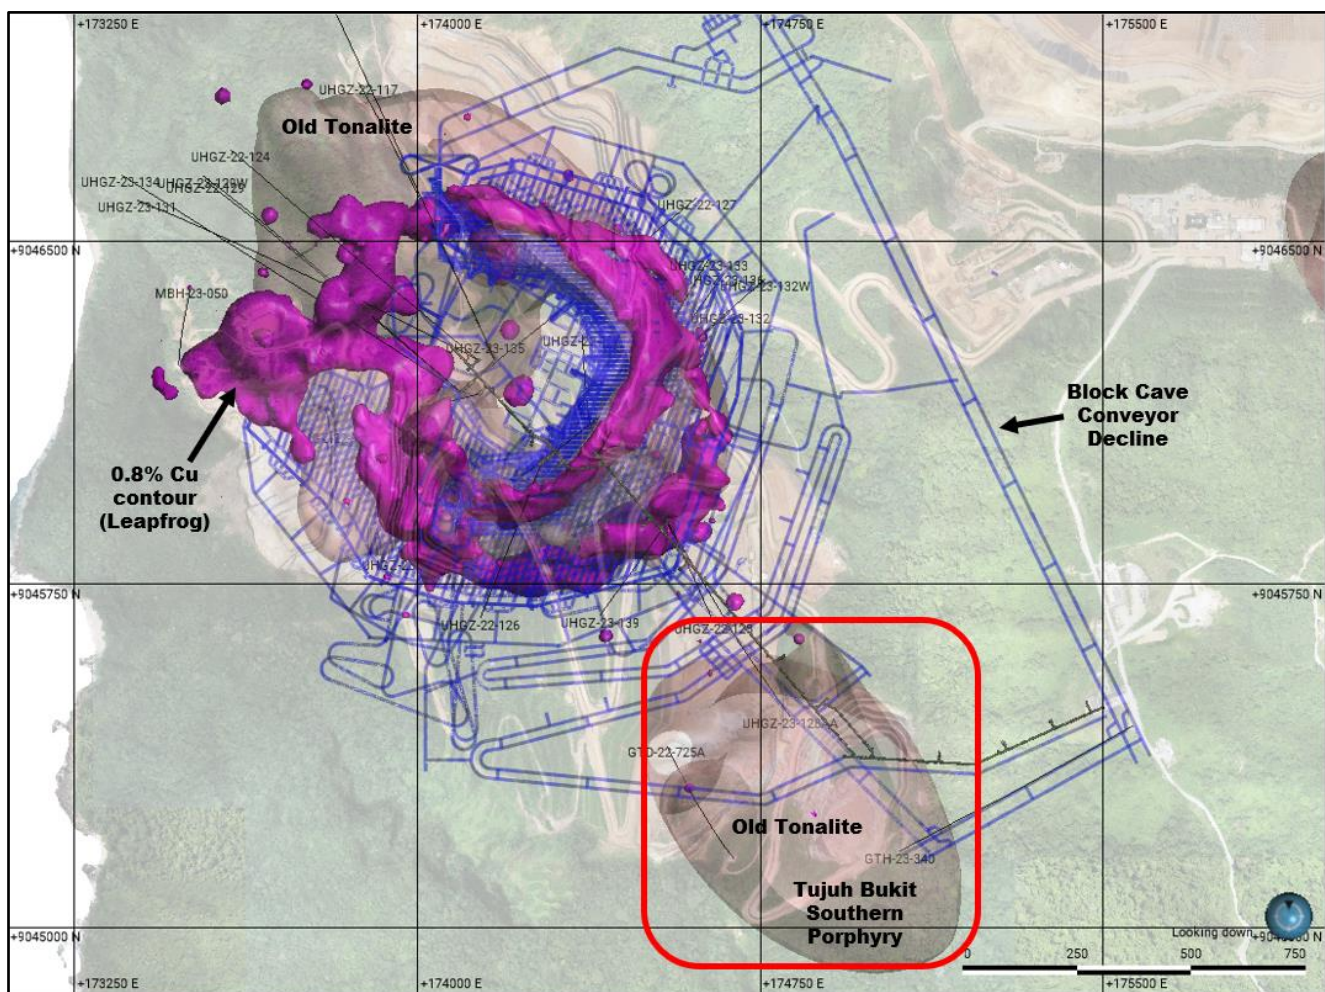 +173250 E
+174000 E
+174750 E
+175500 E
UHGZ-22-117
Old Tonalite
UHGZ-22-124
UHGZ-23-134
UHGZ-23-129W
UHGZ-22-129
UHGZ-23-131
UHGZ-22-127
+9046500 N
+9046500 N
UHGZ-23-133
UHGZ-23-132W
MBH-23-050
UHGZ-23-132
UHGZ-23-135
Block Cave
Conveyor
Decline
0.8% Cu
contour
(Leapfrog)
+9045750 N
+9045750 N
UHGZ-22-126
UHGZ-23-139
GTD-22-725A
Old Tonalite
GTH-23-340
Tujuh Bukit
Southern
Porphyry
+9045000 N
Looking down
0
250
500
750
+173250 E
+174000 E
+174750 E
+175500 E